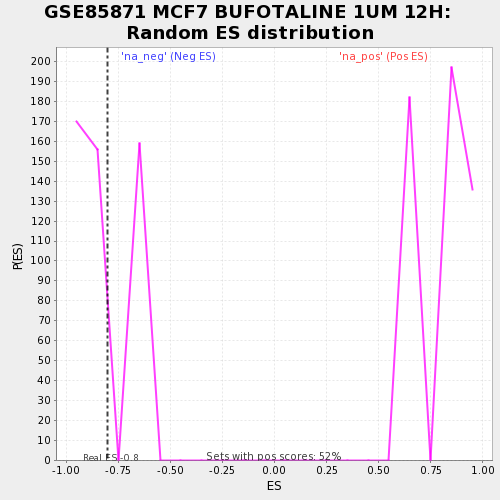 GSE85871 MCF7 BUFOTALINE 1UM 12H:
Random ES distribution
'na_neg' (Neg ES) 'na_pos' (Pos ES)
200
190
180
170
160
150
140
130
120
110
100
90
80
70
60
50
40
30
20
10
0
P(ES)
Real ES -0.8
Sets with pos scores: 52%
-1.00 -0.75 -0.50 -0.25 0.00 0.25 0.50 0.75 1.00
ES